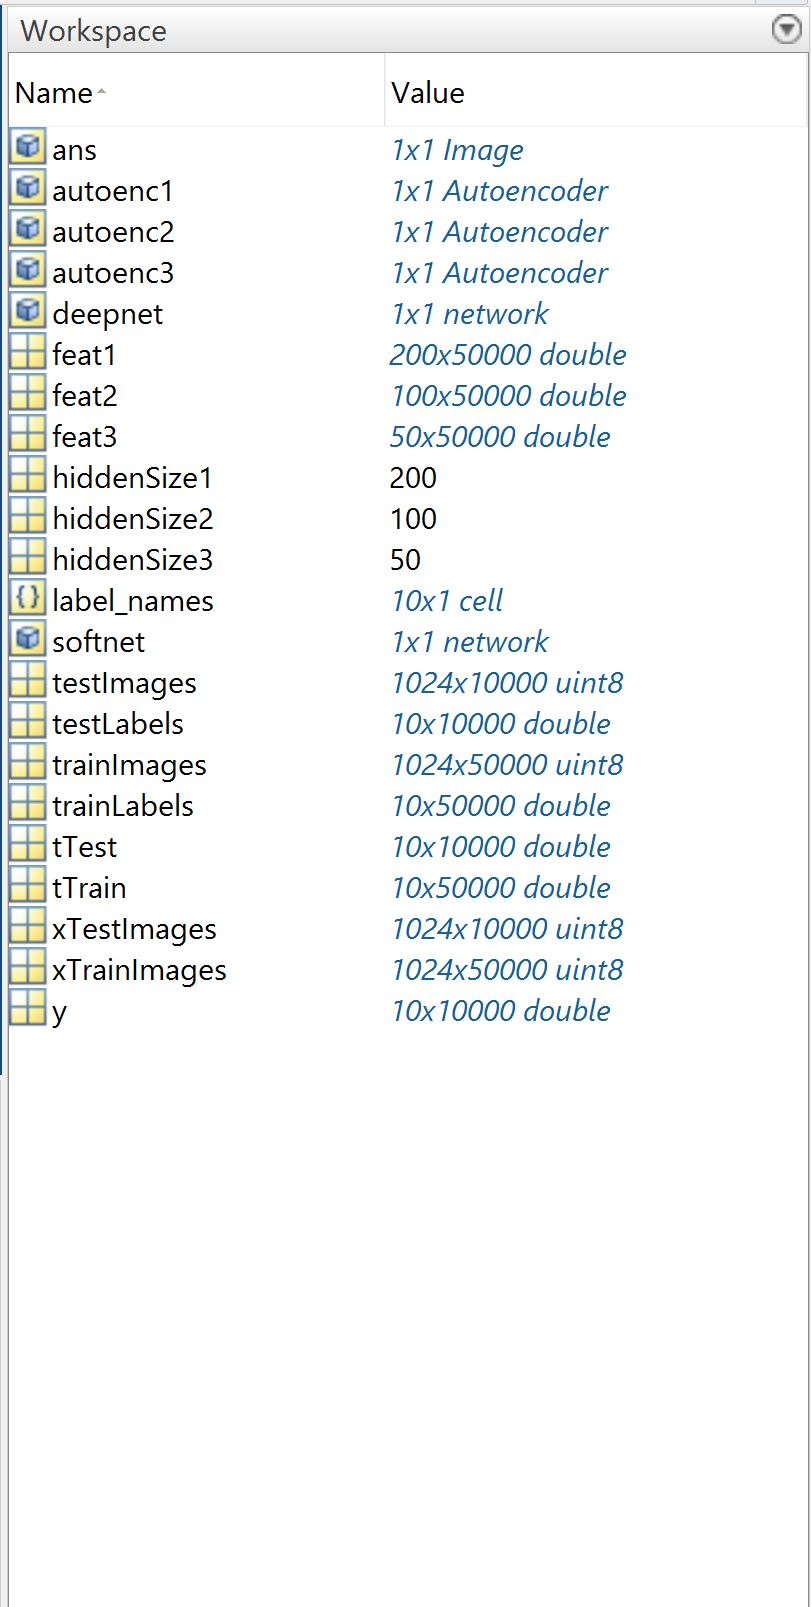 Workspace
Name Value
ans 1x1 Image
autoenc1 1x1 Autoencoder
autoenc2 1x1 Autoencoder
autoenc3 1x1 Autoencoder
deepnet 1x1 network
feat1 200x50000 double
feat2 100x50000 double
feat3 50x50000 double
hiddenSize1 200
hiddenSize2 100
hiddenSize3 50
label_names 10x1 cell
softnet 1x1 network
testImages 1024x10000 uint8
testLabels 10x10000 double
trainImages 1024x50000 uint8
trainLabels 10x50000 double
tTest 10x10000 double
tTrain 10x50000 double
xTestImages 1024x10000 uint8
xTrainImages 1024x50000 uint8
y 10x10000 double